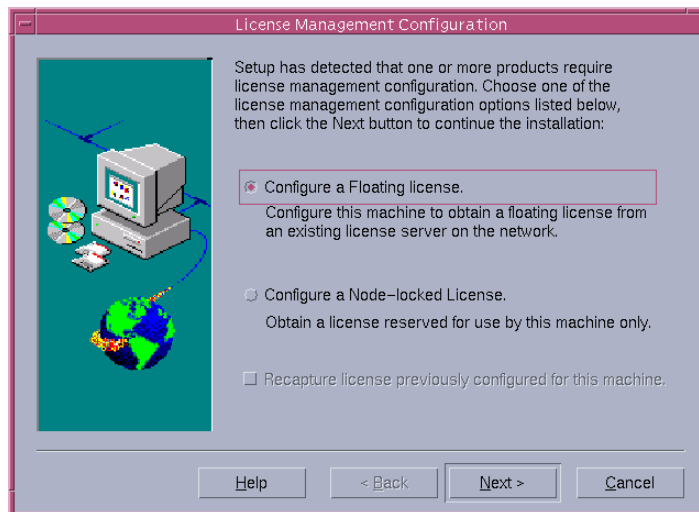 License Management Configuration
Setup has detected that one or more products require
license management configuration. Choose one of the
license management configuration options listed below,
then click the Next button to continue the installation:
Configure a Floating license.
Configure this machine to obtain a floating license from
an existing license server on the network.
Configure a Node-locked License.
Obtain a license reserved for use by this machine only.
Recapture license previously configured for this machine.
Help
< Back
Next >
Cancel